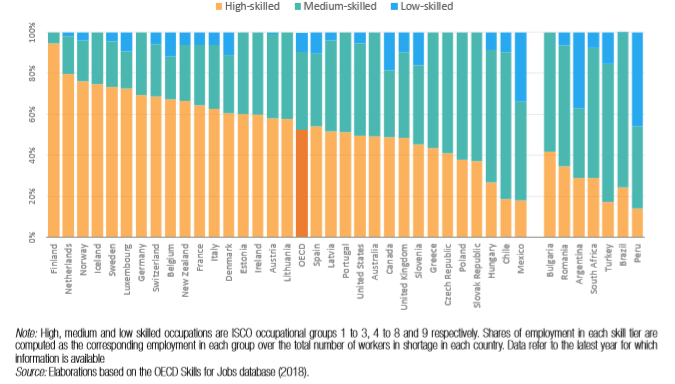 High-skilled Medium-skilled Low-skilled
100%
80%
60%
40%
20%
0%
Finland
Netherlands
Norway
Iceland
Sweden
Luxembourg
Germany
Switzerland
Belgium
New Zealand
France
Italy
Denmark
Estonia
Ireland
Austria
Lithuania
OECD
Spain
Latvia
Portugal
United States
Australia
Canada
United Kingdom
Slovenia
Greece
Czech Republic
Poland
Slovak Republic
Hungary
Chile
Mexico
Bulgaria
Romania
Argentina
South Africa
Turkey
Brazil
Peru
Note: High, medium and low skilled occupations are ISCO occupational groups 1 to 3, 4 to 8 and 9 respectively. Shares of employment in each skill tier are
computed as the corresponding employment in each group over the total number of workers in shortage in each country. Data refer to the latest year for which
information is available
Source: Elaborations based on the OECD Skills for Jobs database (2018).